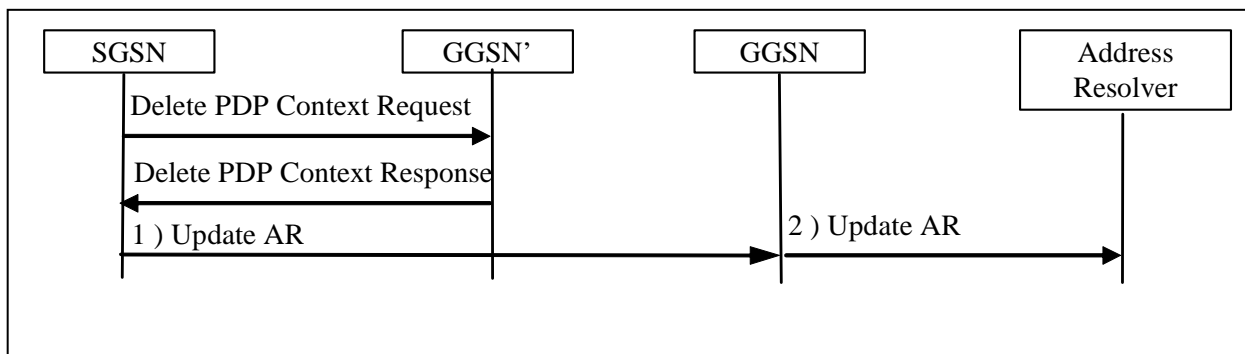 SGSN
GGSN’
GGSN
Address
Resolver
Delete PDP Context Request
Delete PDP Context Response
1 ) Update AR
2 ) Update AR